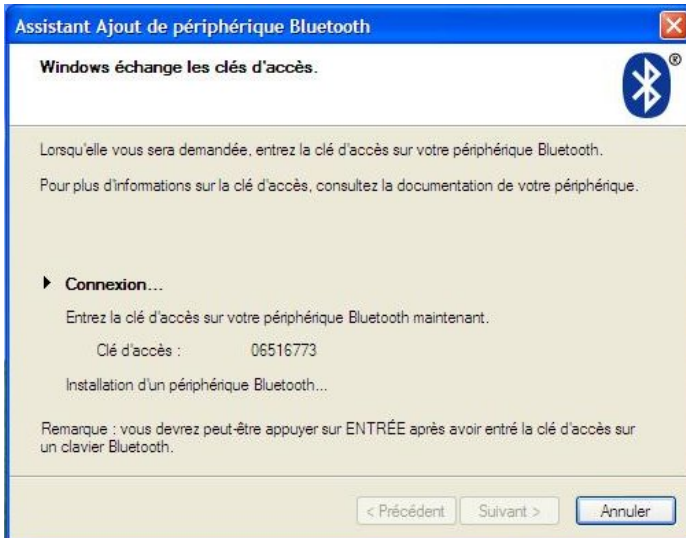 Assistant Ajout de périphérique Bluetooth
Windows échange les clés d'accès.
®
Lorsqu'elle vous sera demandée, entrez la clé d'accès sur votre périphérique Bluetooth.
Pour plus d'informations sur la clé d'accès, consultez la documentation de votre périphérique.
Connexion...
Entrez la clé d'accès sur votre périphérique Bluetooth maintenant.
Clé d'accès : 06516773
Installation d'un périphérique Bluetooth...
Remarque : vous devrez peut-être appuyer sur ENTRÉE après avoir entré la clé d'accès sur
un clavier Bluetooth.
< Précédent Suivant > Annuler